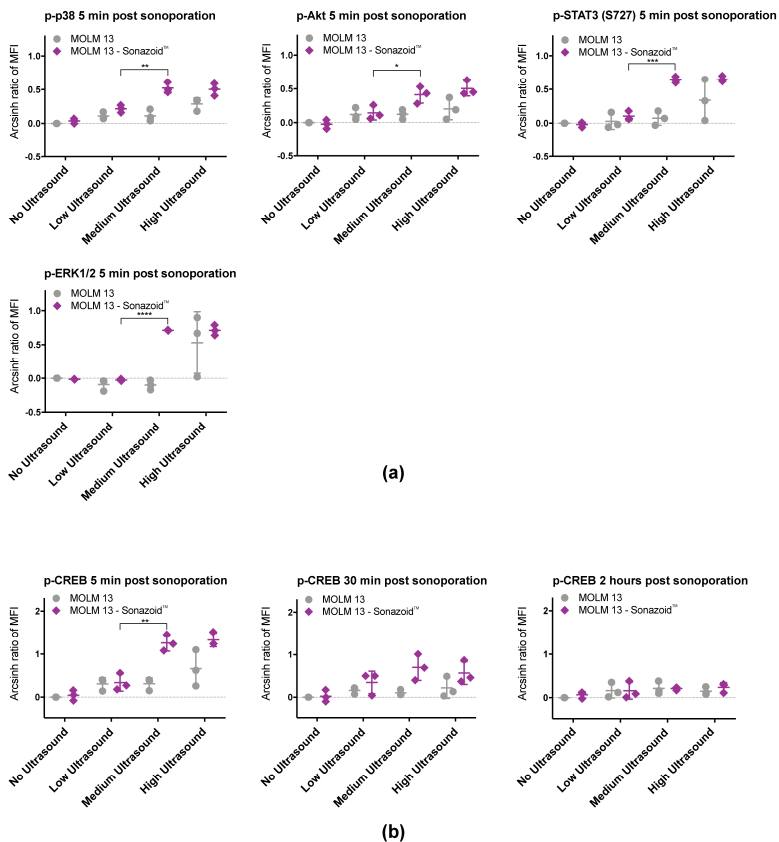 p-p38 5 min post sonoporation
MOLM 13
MOLM 13 - Sonazoid™
Arcsinh ratio of MFI
1.0
0.5
0.0
-0.5
**
No Ultrasound
Low Ultrasound
Medium Ultrasound
High Ultrasound
p-Akt 5 min post sonoporation
MOLM 13
MOLM 13 - Sonazoid™
Arcsinh ratio of MFI
1.0
0.5
0.0
-0.5
*
No Ultrasound
Low Ultrasound
Medium Ultrasound
High Ultrasound
p-STAT3 (S727) 5 min post sonoporation
MOLM 13
MOLM 13 - Sonazoid™
Arcsinh ratio of MFI
1.0
0.5
0.0
-0.5
***
No Ultrasound
Low Ultrasound
Medium Ultrasound
High Ultrasound
p-ERK1/2 5 min post sonoporation
MOLM 13
MOLM 13 - Sonazoid™
Arcsinh ratio of MFI
1.0
0.5
0.0
-0.5
****
No Ultrasound
Low Ultrasound
Medium Ultrasound
High Ultrasound
(a)
p-CREB 5 min post sonoporation
MOLM 13
MOLM 13 - Sonazoid™
Arcsinh ratio of MFI
2
1
0
**
No Ultrasound
Low Ultrasound
Medium Ultrasound
High Ultrasound
p-CREB 30 min post sonoporation
MOLM 13
MOLM 13 - Sonazoid™
Arcsinh ratio of MFI
2
1
0
No Ultrasound
Low Ultrasound
Medium Ultrasound
High Ultrasound
p-CREB 2 hours post sonoporation
MOLM 13
MOLM 13 - Sonazoid™
Arcsinh ratio of MFI
2
1
0
No Ultrasound
Low Ultrasound
Medium Ultrasound
High Ultrasound
(b)